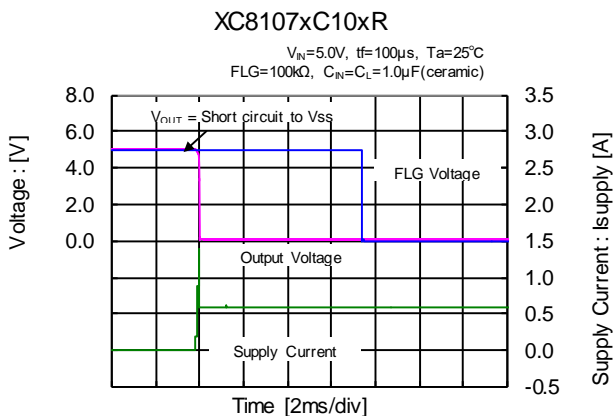 XC8107xC10xR
VIN=5.0V, tf=100μs, Ta=25°C
FLG=100kΩ, CIN=CL=1.0μF(ceramic)
8.0
6.0
4.0
2.0
0.0
Voltage : [V]
VOUT = Short circuit to Vss
FLG Voltage
Output Voltage
Supply Current
3.5
3.0
2.5
2.0
1.5
1.0
0.5
0.0
-0.5
Supply Current : Isupply [A]
Time [2ms/div]